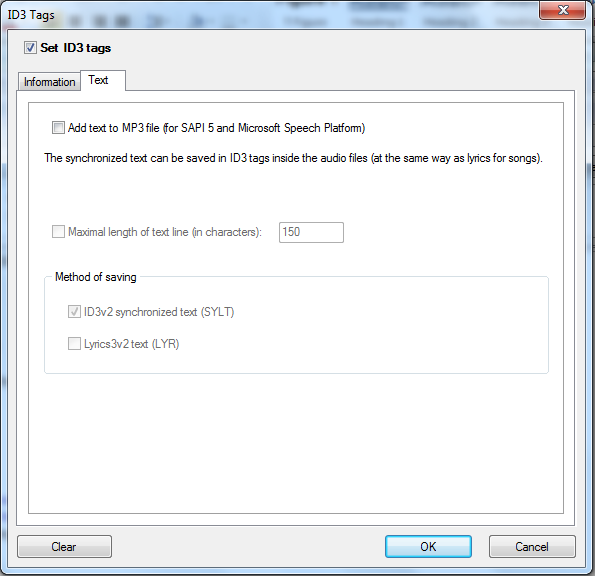 ID3 Tags
Set ID3 tags
Information Text
Add text to MP3 file (for SAPI 5 and Microsoft Speech Platform)
The synchronized text can be saved in ID3 tags inside the audio files (at the same way as lyrics for songs).
Maximal length of text line (in characters): 150
Method of saving
ID3v2 synchronized text (SYLT)
Lyrics3v2 text (LYR)
Clear OK Cancel